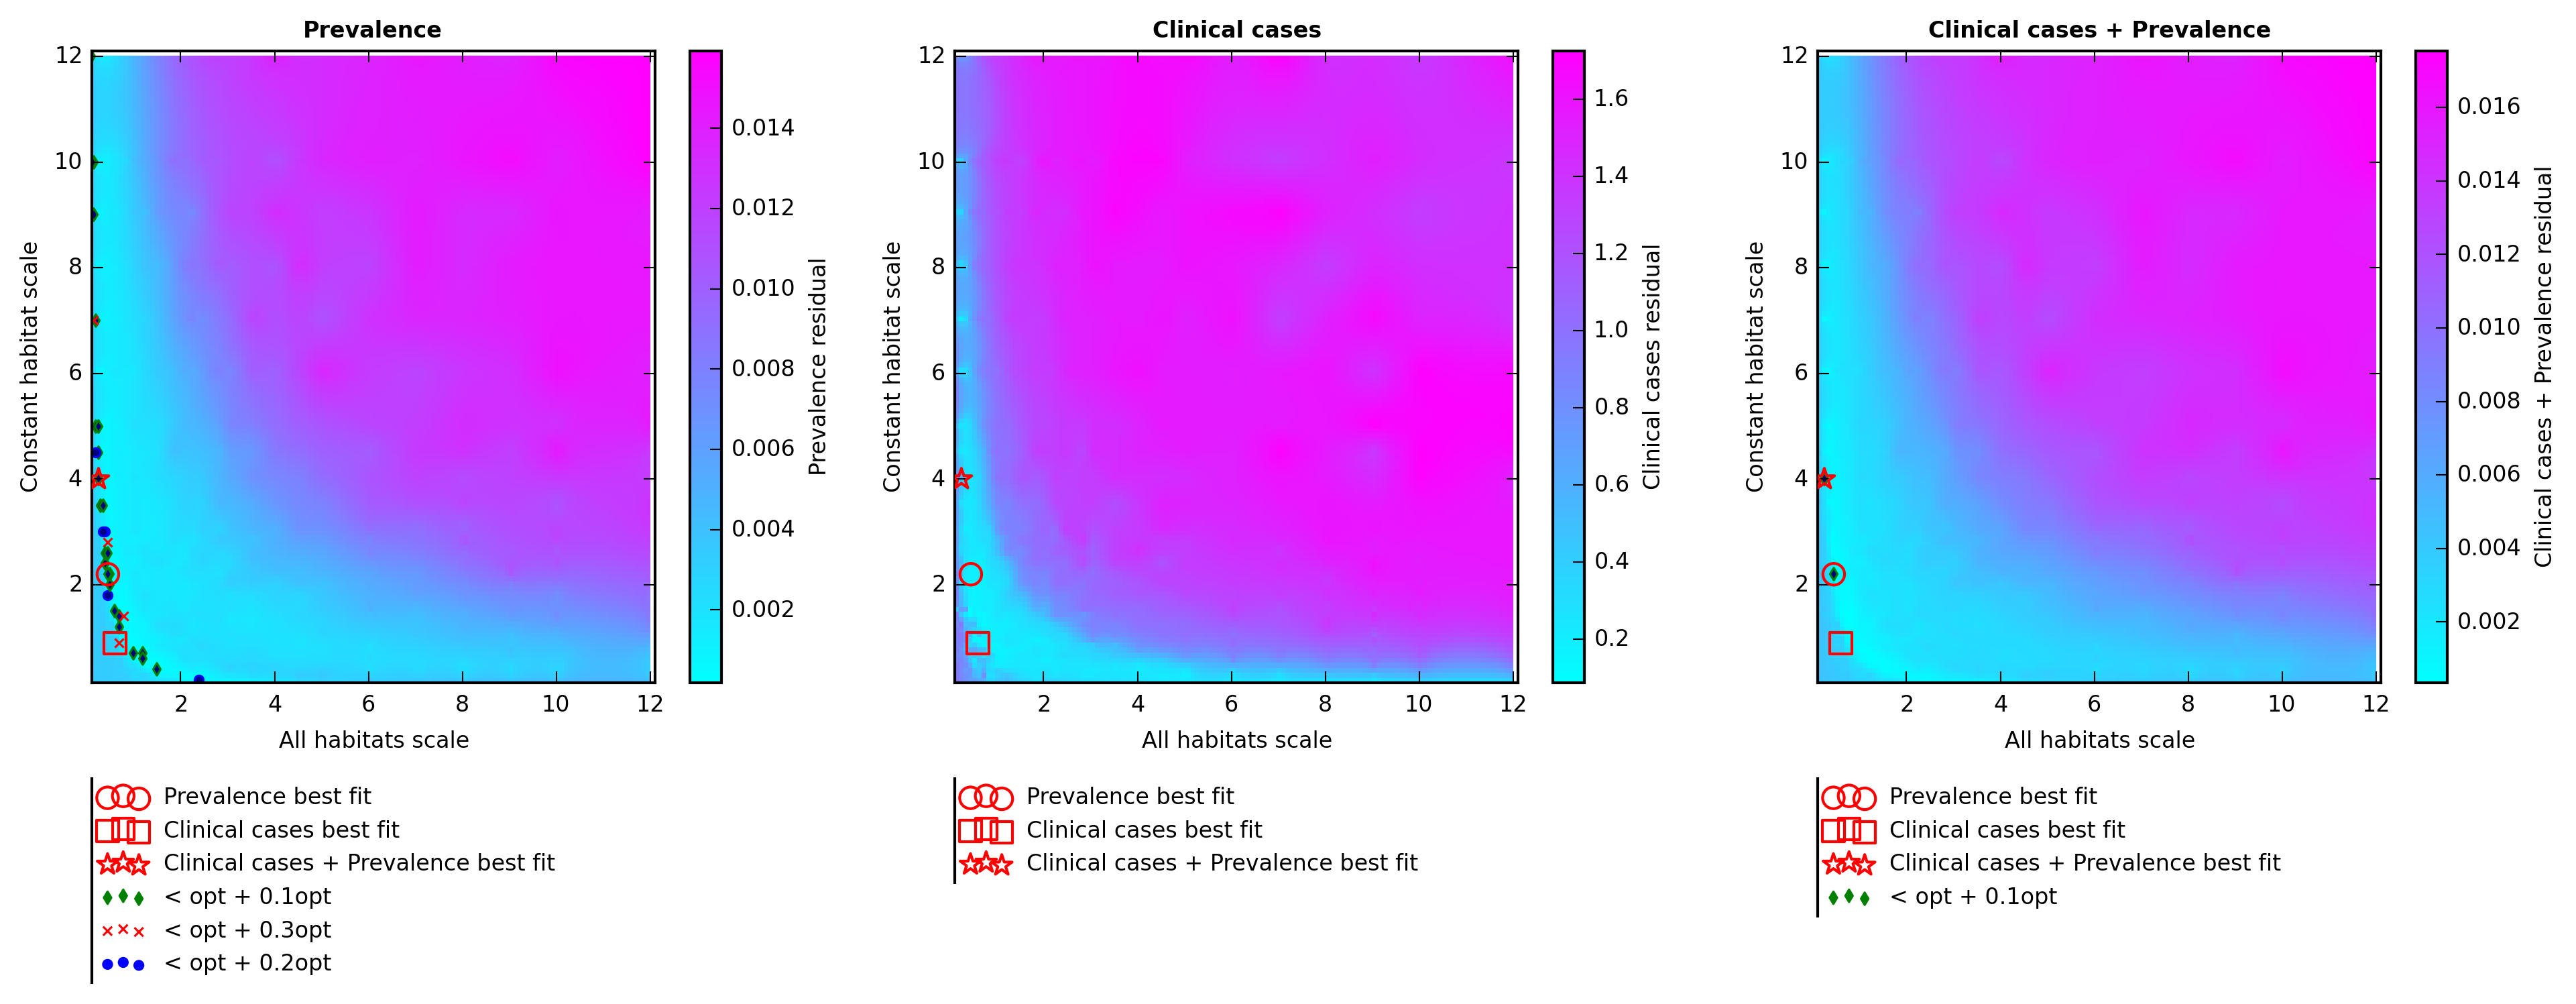 Prevalence
12
10
8
6
4
2
Constant habitat scale
2 4 6 8 10 12
All habitats scale
0.014
0.012
0.010
0.008
0.006
0.004
0.002
Prevalence residual
Prevalence best fit
Clinical cases best fit
Clinical cases + Prevalence best fit
< opt + 0.1opt
< opt + 0.3opt
< opt + 0.2opt
Clinical cases
12
10
8
6
4
2
Constant habitat scale
2 4 6 8 10 12
All habitats scale
1.6
1.4
1.2
1.0
0.8
0.6
0.4
0.2
Clinical cases residual
Prevalence best fit
Clinical cases best fit
Clinical cases + Prevalence best fit
Clinical cases + Prevalence
12
10
8
6
4
2
Constant habitat scale
2 4 6 8 10 12
All habitats scale
0.016
0.014
0.012
0.010
0.008
0.006
0.004
0.002
Clinical cases + Prevalence residual
Prevalence best fit
Clinical cases best fit
Clinical cases + Prevalence best fit
< opt + 0.1opt